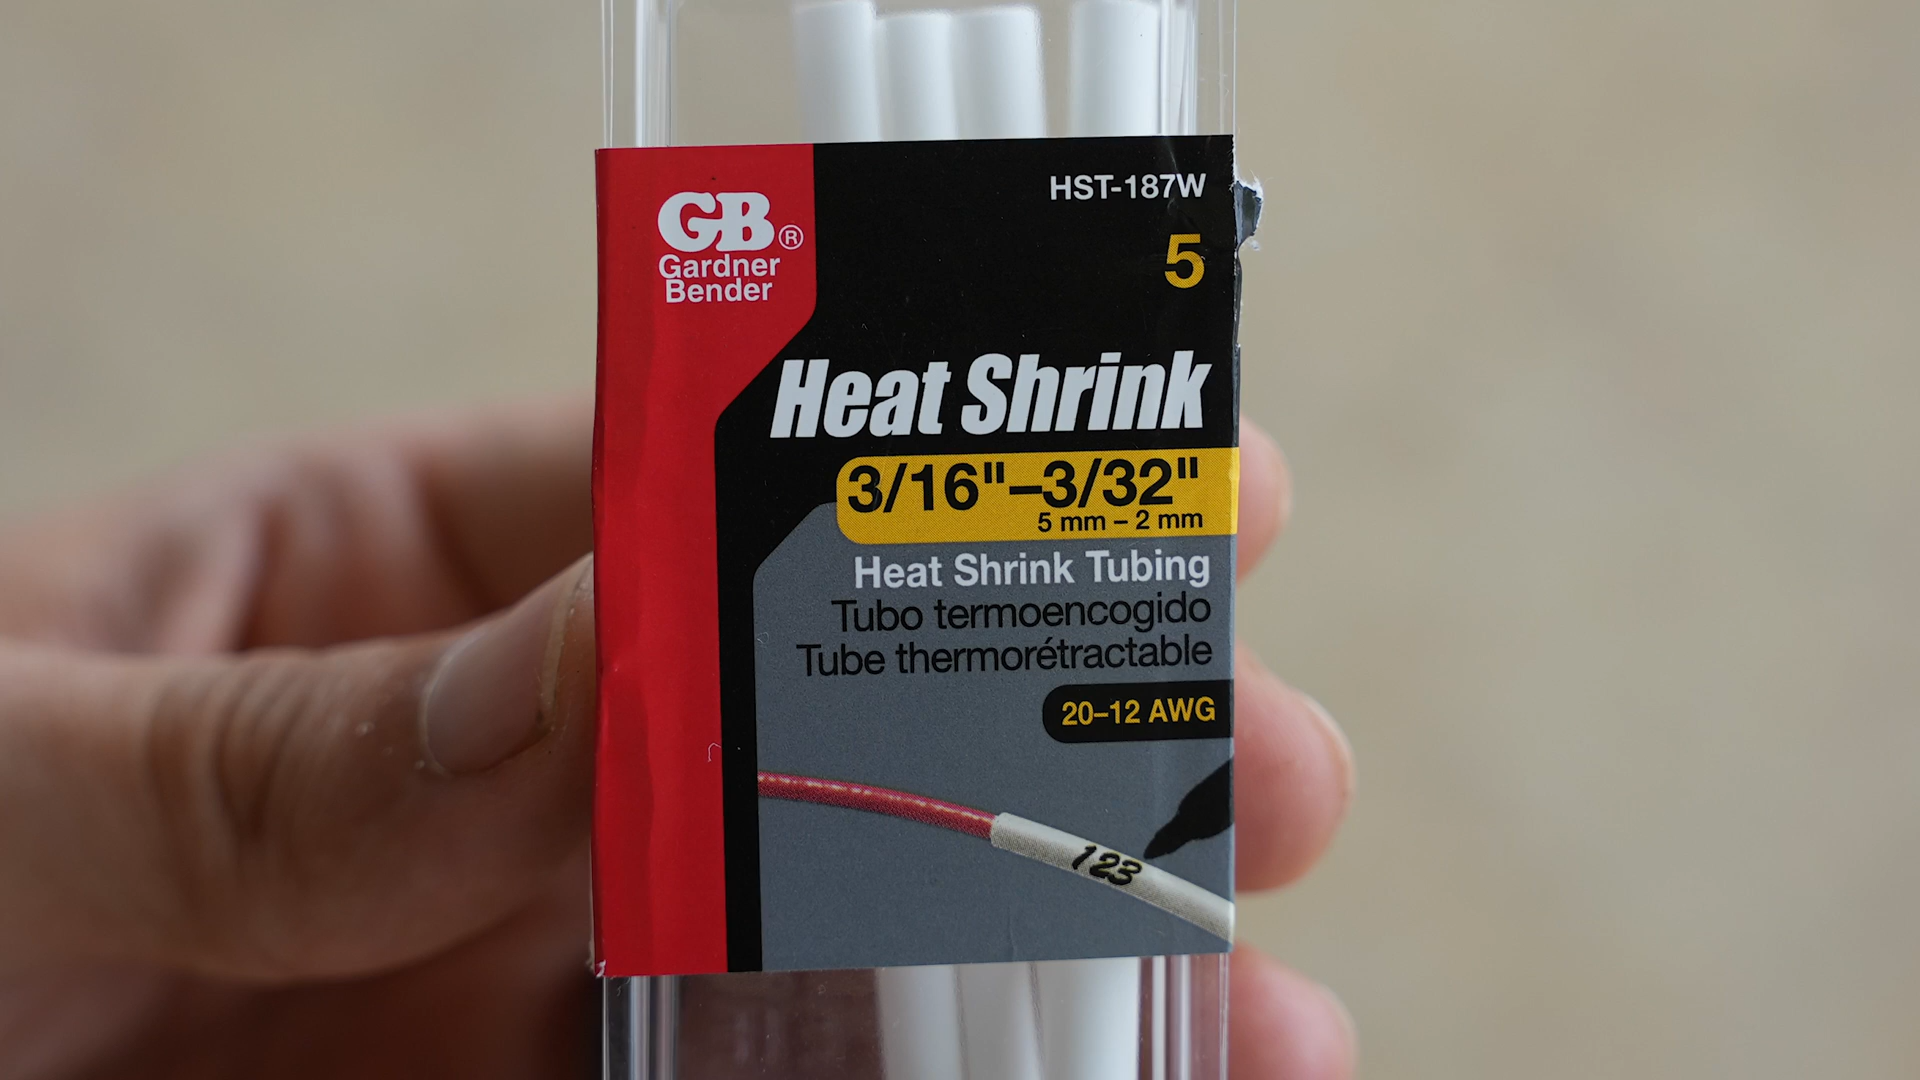 GB®
Gardner
Bender
HST-187W
5
Heat Shrink
3/16"–3/32"
5 mm – 2 mm
Heat Shrink Tubing
Tubo termoencogido
Tube thermorétractable
20–12 AWG
123